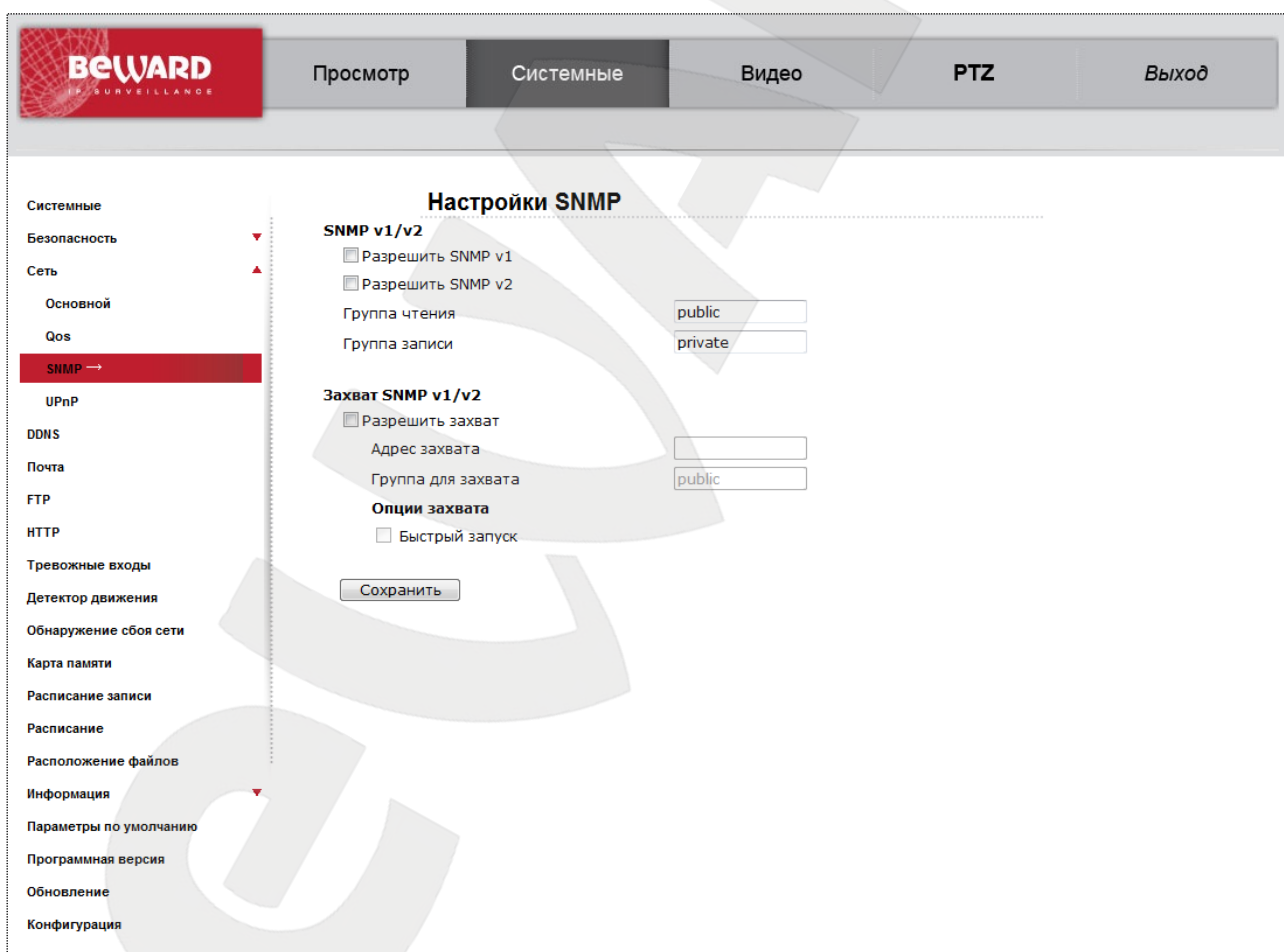 BEWARD
IP SURVEILLANCE
Просмотр
Системные
Видео
PTZ
Выход
Системные
Безопасность
Сеть
Основной
Qos
SNMP →
UPnP
DDNS
Почта
FTP
HTTP
Тревожные входы
Детектор движения
Обнаружение сбоя сети
Карта памяти
Расписание записи
Расписание
Расположение файлов
Информация
Параметры по умолчанию
Программная версия
Обновление
Конфигурация
Настройки SNMP
SNMP v1/v2
Разрешить SNMP v1
Разрешить SNMP v2
Группа чтения public
Группа записи private
Захват SNMP v1/v2
Разрешить захват
Адрес захвата
Группа для захвата public
Опции захвата
Быстрый запуск
Сохранить